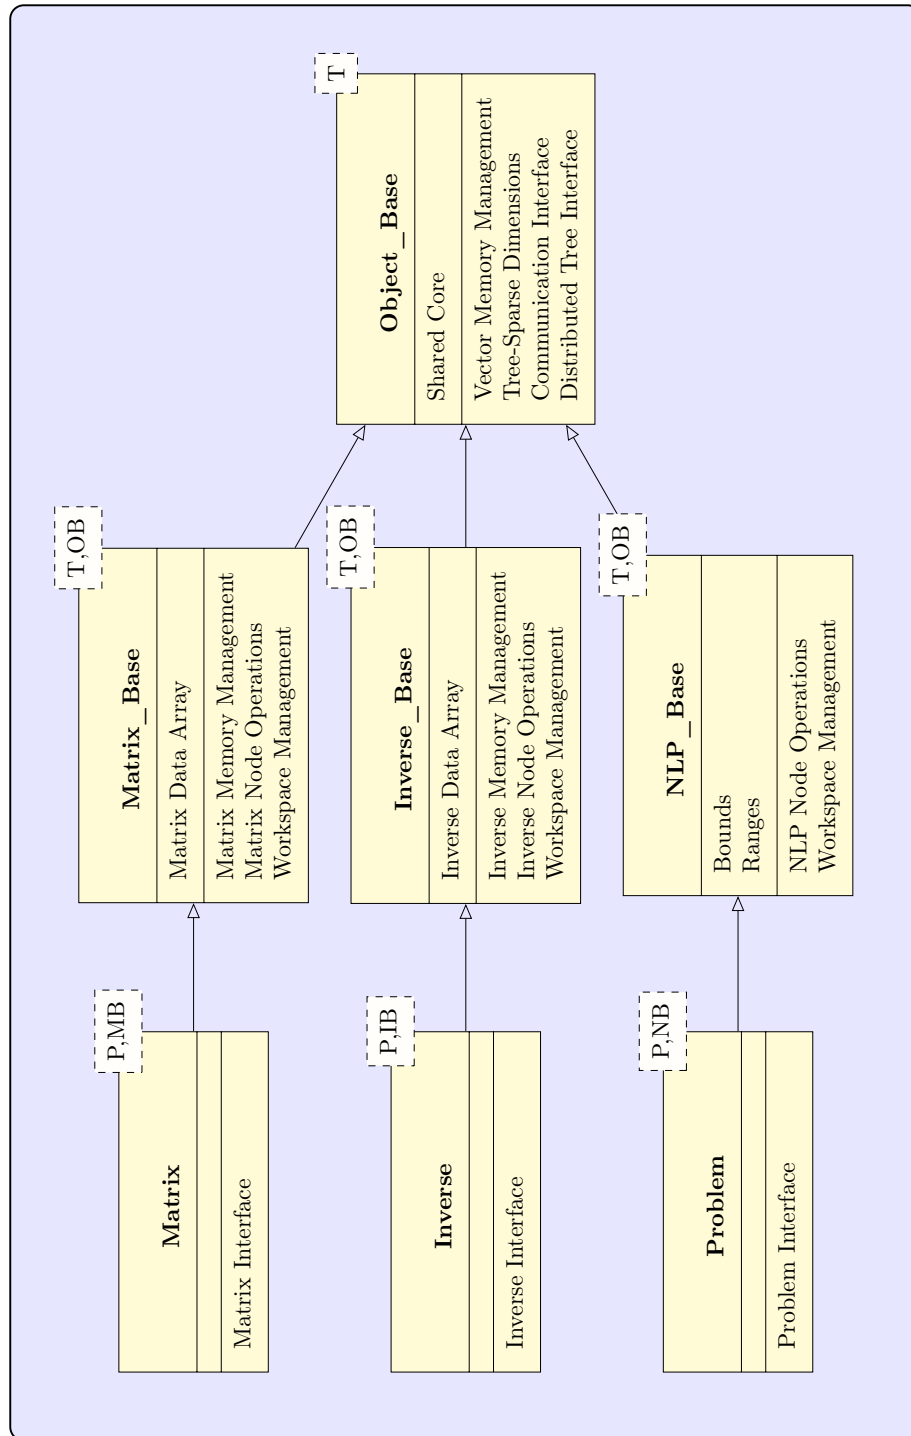 T
Object_Base
Shared Core
Vector Memory Management
Tree-Sparse Dimensions
Communication Interface
Distributed Tree Interface
T,OB
Matrix_Base
Matrix Data Array
Matrix Memory Management
Matrix Node Operations
Workspace Management
T,OB
Inverse_Base
Inverse Data Array
Inverse Memory Management
Inverse Node Operations
Workspace Management
T,OB
NLP_Base
Bounds
Ranges
NLP Node Operations
Workspace Management
P,MB
Matrix
Matrix Interface
P,IB
Inverse
Inverse Interface
P,NB
Problem
Problem Interface